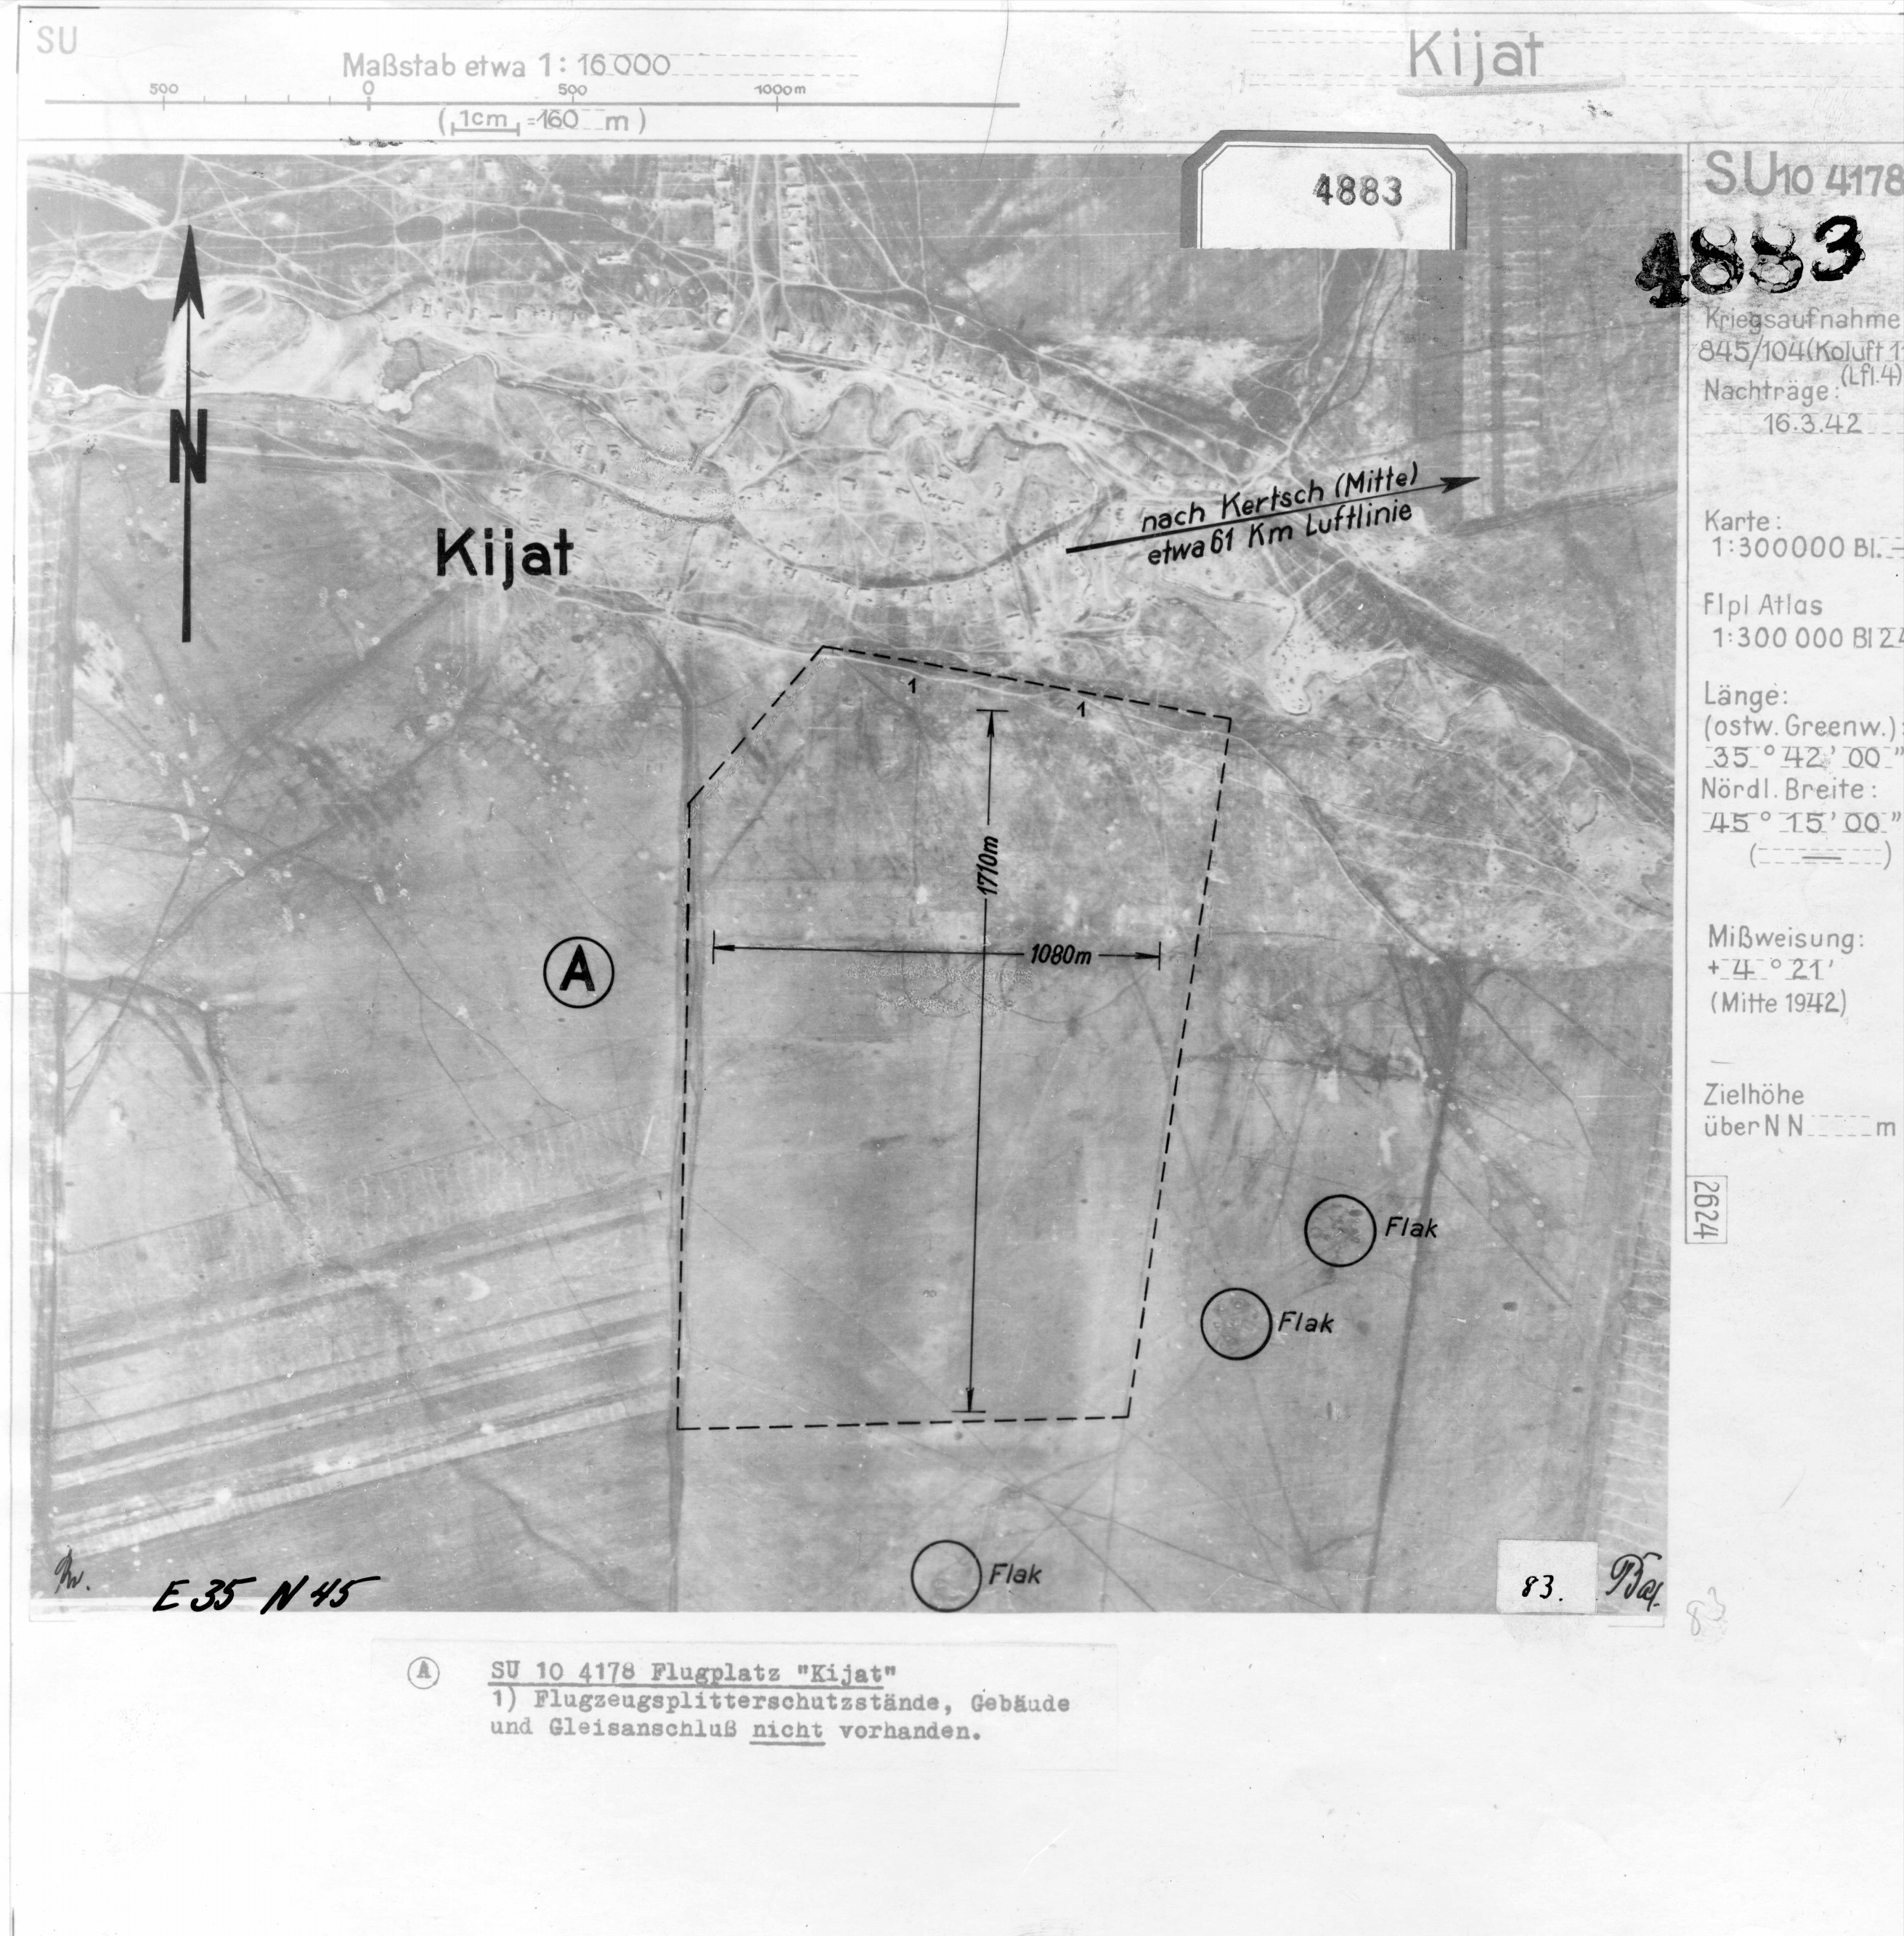 SU
Maßstab etwa 1: 16 000
500 0 500 1000m
(1cm = 160 m)
Kijat
4883
S.U 10 4178
4883
Kriegsaufnahme
845/104 (Koluft 1
(Lfl.4)
Nachträge:
16.3.42
Karte:
1:300000 Bl.
Flpl Atlas
1:300 000 Bl 24
Länge:
(ostw. Greenw.):
35° 42' 00"
Nördl. Breite:
45° 15' 00"
(—)
Mißweisung:
+ 4° 21'
(Mitte 1942)
Zielhöhe
über N N m
2624
N
Kijat
nach Kertsch (Mitte)
etwa 61 Km Luftlinie
1
1
1710m
1080m
A
Flak
Flak
Flak
E 35 N 45
83.
83
A SU 10 4178 Flugplatz "Kijat"
1) Flugzeugsplitterschutzstände, Gebäude
und Gleisanschluß nicht vorhanden.